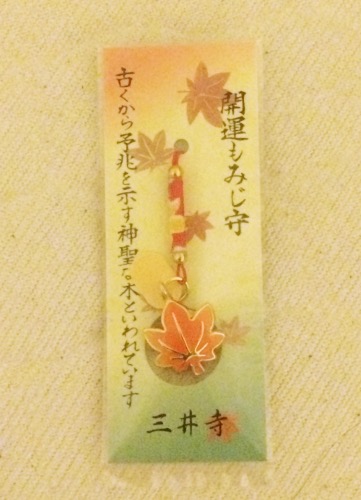 開運もみじ守
古くから予兆を示す神聖な木といわれています
三井寺